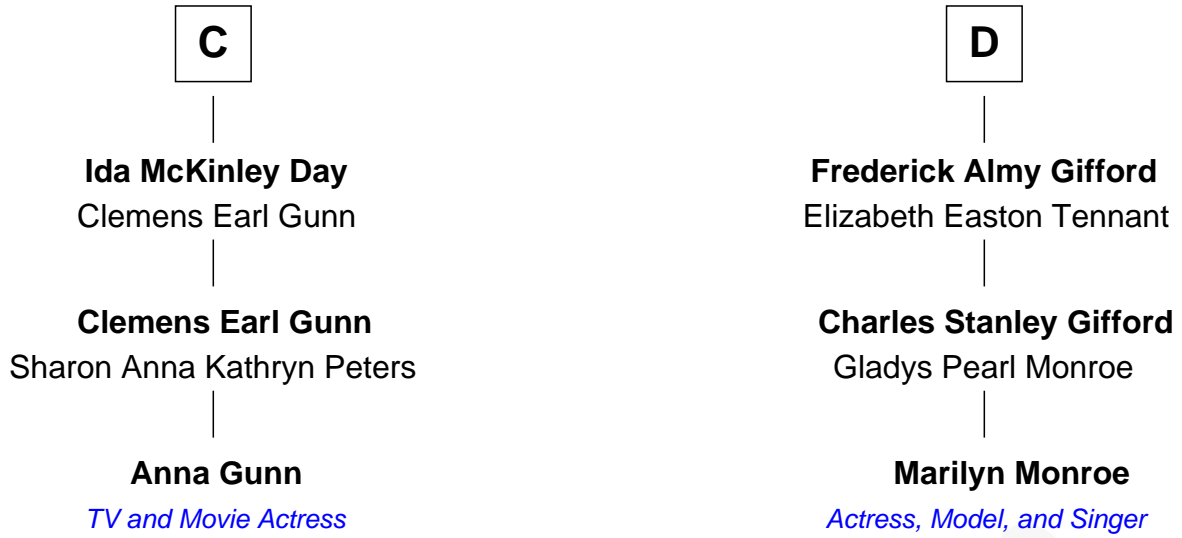 C
Ida McKinley Day
Clemens Earl Gunn
Clemens Earl Gunn
Sharon Anna Kathryn Peters
Anna Gunn
TV and Movie Actress
D
Frederick Almy Gifford
Elizabeth Easton Tennant
Charles Stanley Gifford
Gladys Pearl Monroe
Marilyn Monroe
Actress, Model, and Singer